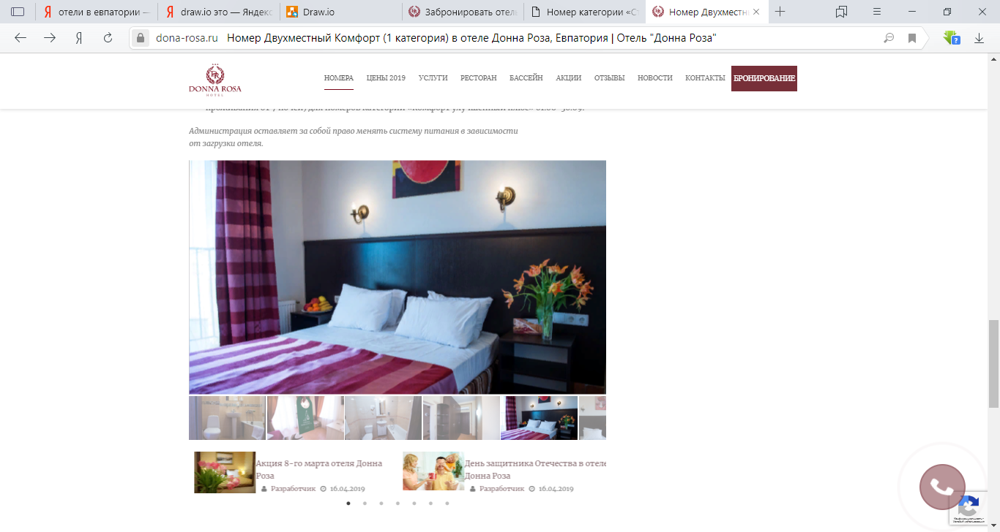 отели в евпатории —
draw.io это — Яндекс
Draw.io
Забронировать отель
Номер категории «Ст
Номер Двухместны
dona-rosa.ru Номер Двухместный Комфорт (1 категория) в отеле Донна Роза, Евпатория | Отель "Донна Роза"
DONNA ROSA
HOTEL
НОМЕРА ЦЕНЫ 2019 УСЛУГИ РЕСТОРАН БАССЕЙН АКЦИИ ОТЗЫВЫ НОВОСТИ КОНТАКТЫ БРОНИРОВАНИЕ
Администрация оставляет за собой право менять систему питания в зависимости
от загрузки отеля.
Акция 8-го марта отеля Донна
Роза
Разработчик 16.04.2019
День защитника Отечества в отеле
Донна Роза
Разработчик 16.04.2019